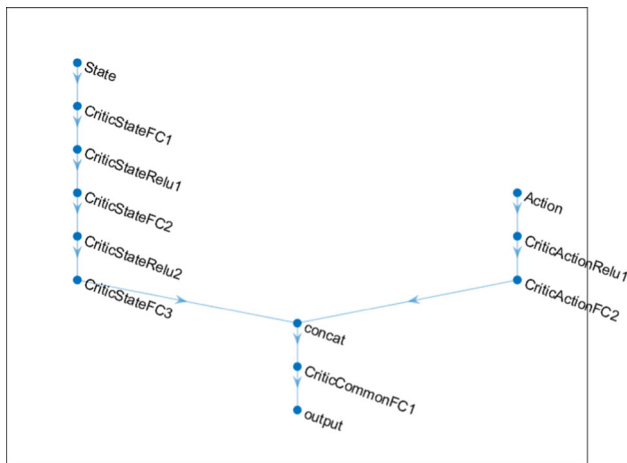 State
CriticStateFC1
CriticStateRelu1
CriticStateFC2
CriticStateRelu2
CriticStateFC3
Action
CriticActionRelu1
CriticActionFC2
concat
CriticCommonFC1
output